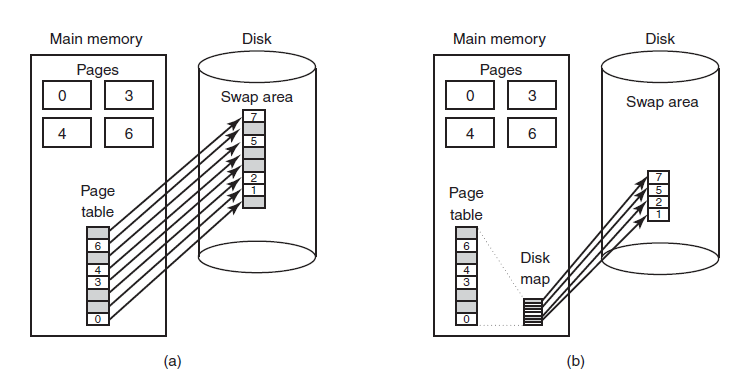 Main memory
Disk
Pages
0
3
Swap area
4
6
7
5
2
1
Page
table
6
4
3
0
(a)
Main memory
Disk
Pages
0
3
Swap area
4
6
7
5
2
1
Page
table
6
4
3
0
Disk
map
(b)